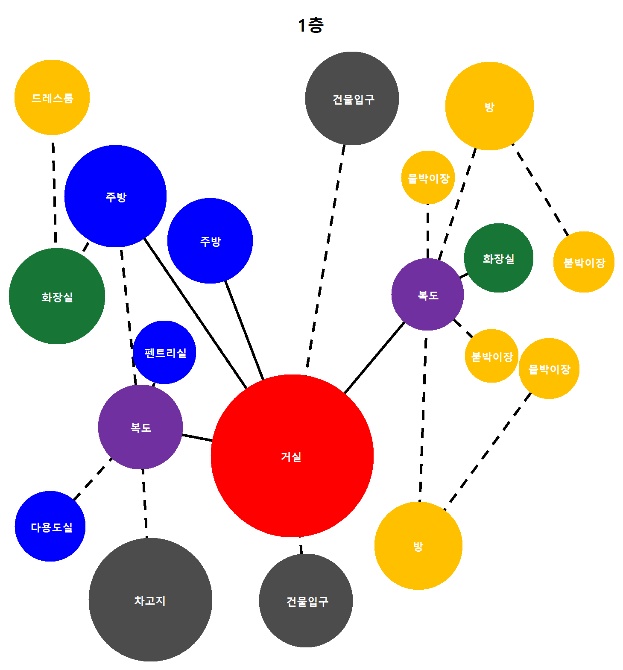 1층
드레스룸
건물입구
방
주방
붙박이장
주방
화장실
붙박이장
화장실
복도
펜트리실
붙박이장
붙박이장
복도
거실
다용도실
방
차고지
건물입구